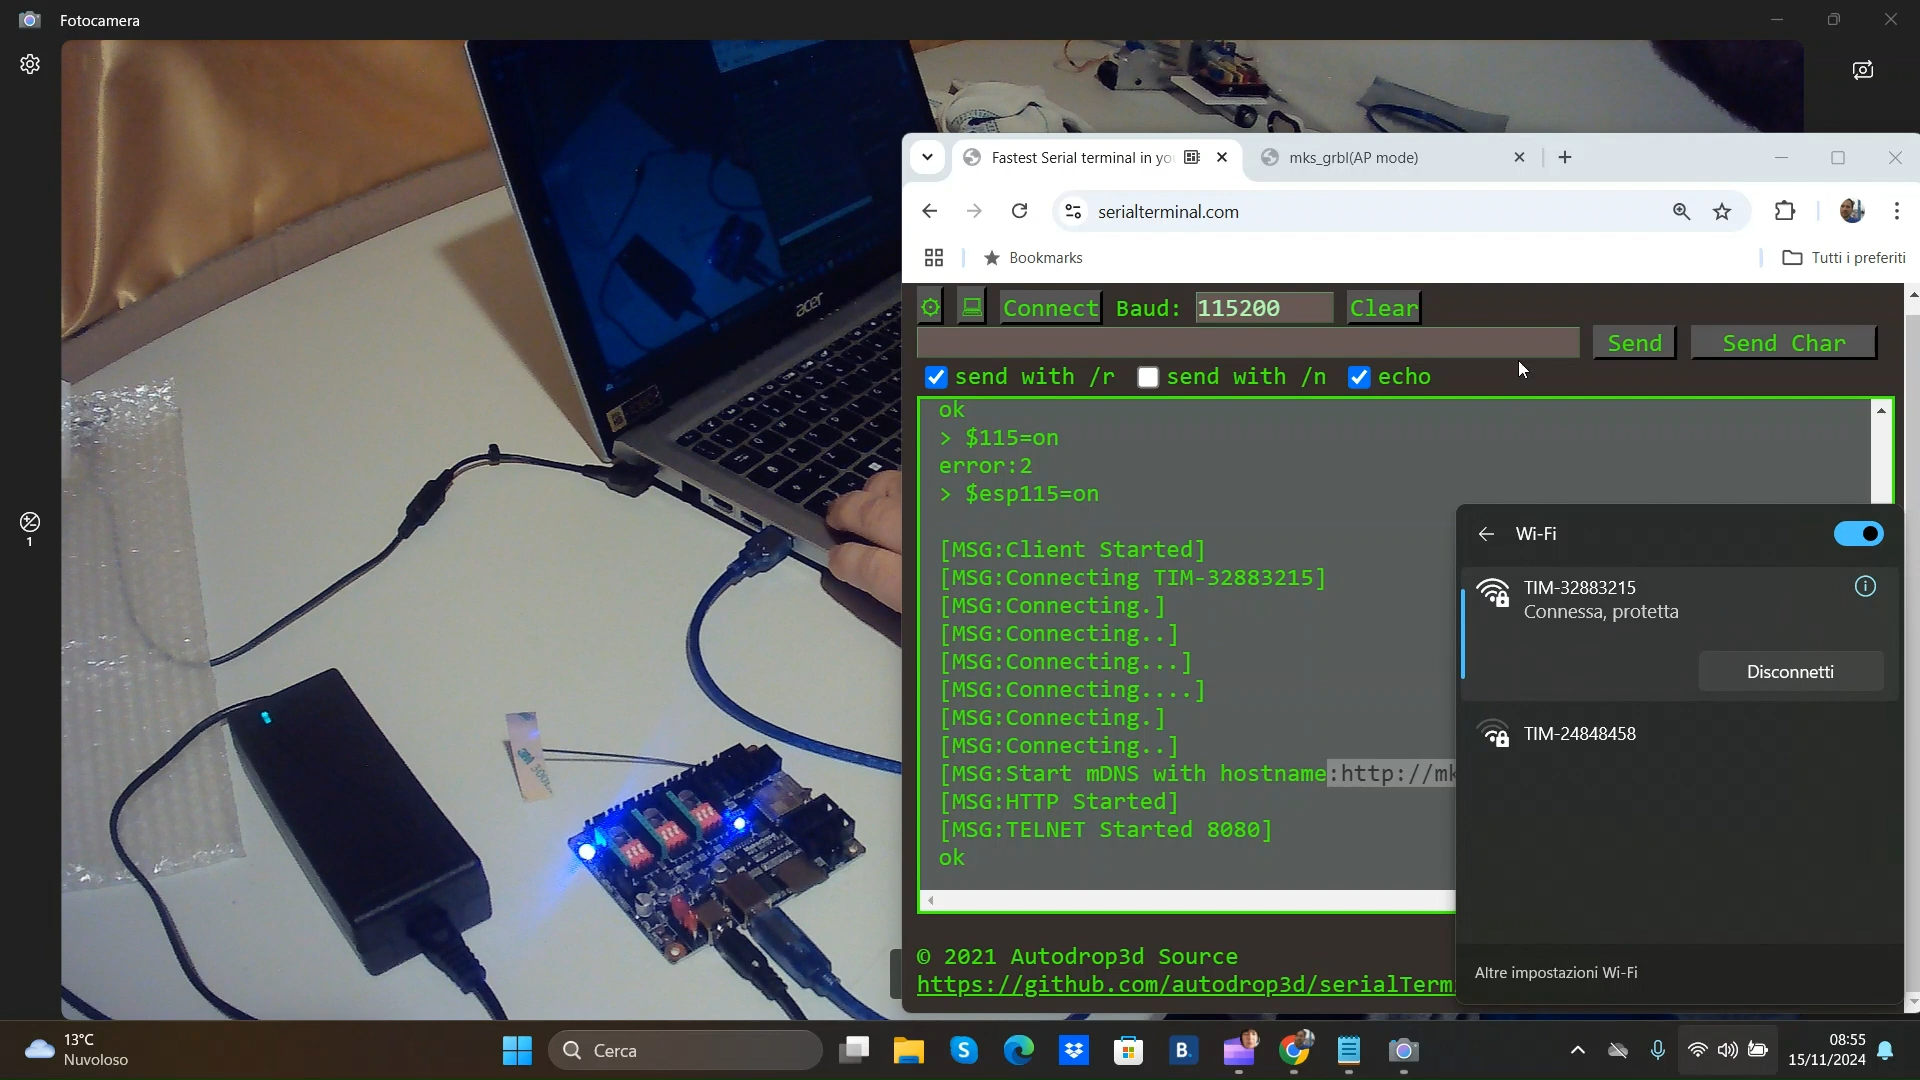 Fotocamera
1
acer
3M 300L
Fastest Serial terminal in yo
mks_grbl(AP mode)
serialterminal.com
Bookmarks
Tutti i preferiti
Connect Baud: 115200 Clear
Send Send Char
send with /r send with /n echo
ok
> $115=on
error:2
> $esp115=on
[MSG:Client Started]
[MSG:Connecting TIM-32883215]
[MSG:Connecting.]
[MSG:Connecting..]
[MSG:Connecting...]
[MSG:Connecting....]
[MSG:Connecting.]
[MSG:Connecting..]
[MSG:Start mDNS with hostname:http://mk
[MSG:HTTP Started]
[MSG:TELNET Started 8080]
ok
© 2021 Autodrop3d Source
https://github.com/autodrop3d/serialTerm
Wi-Fi
TIM-32883215
Connessa, protetta
Disconnetti
TIM-24848458
Altre impostazioni Wi-Fi
13°C
Nuvoloso
Cerca
B.
08:55
15/11/2024